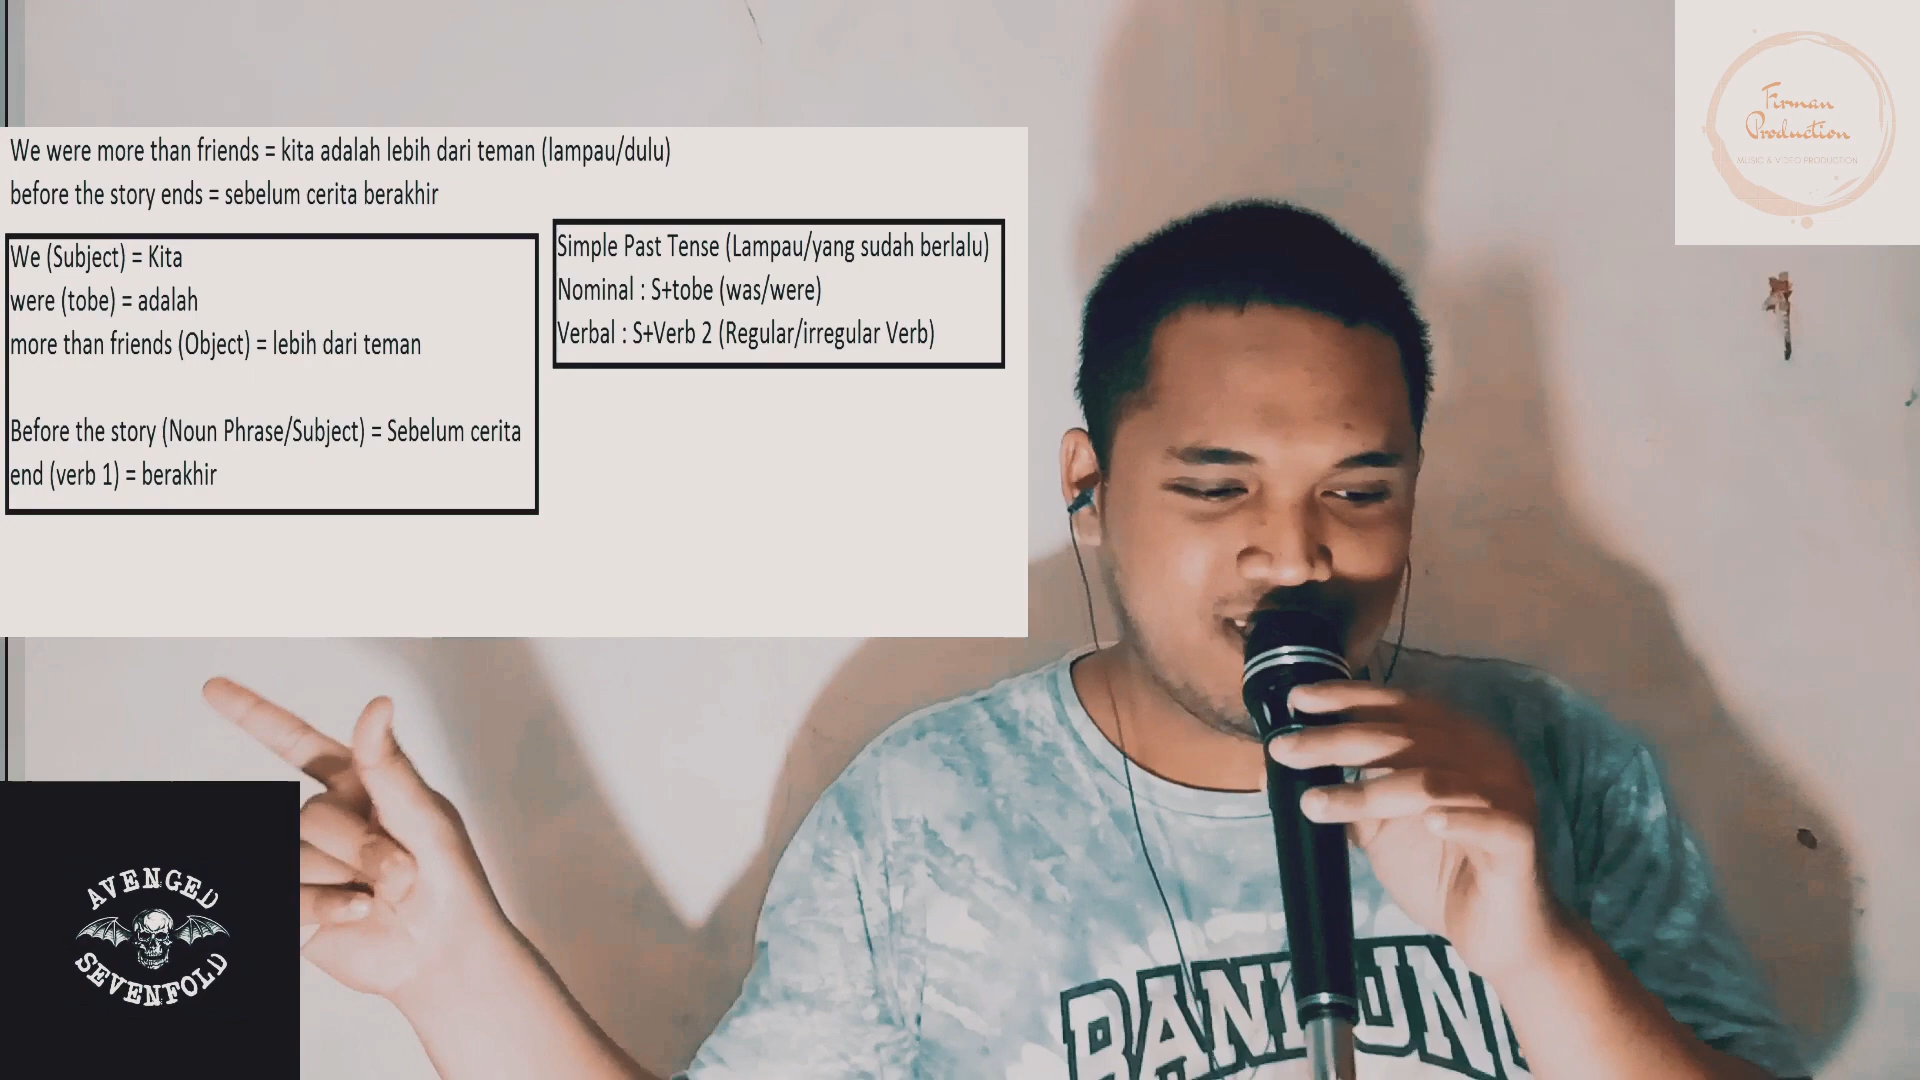 We were more than friends = kita adalah lebih dari teman (lampau/dulu)
before the story ends = sebelum cerita berakhir
We (Subject) = Kita
were (tobe) = adalah
more than friends (Object) = lebih dari teman
Before the story (Noun Phrase/Subject) = Sebelum cerita
end (verb 1) = berakhir
Simple Past Tense (Lampau/yang sudah berlalu)
Nominal : S+tobe (was/were)
Verbal : S+Verb 2 (Regular/irregular Verb)
Firman
Production
MUSIC & VIDEO PRODUCTION
AVENGED
SEVENFOLD